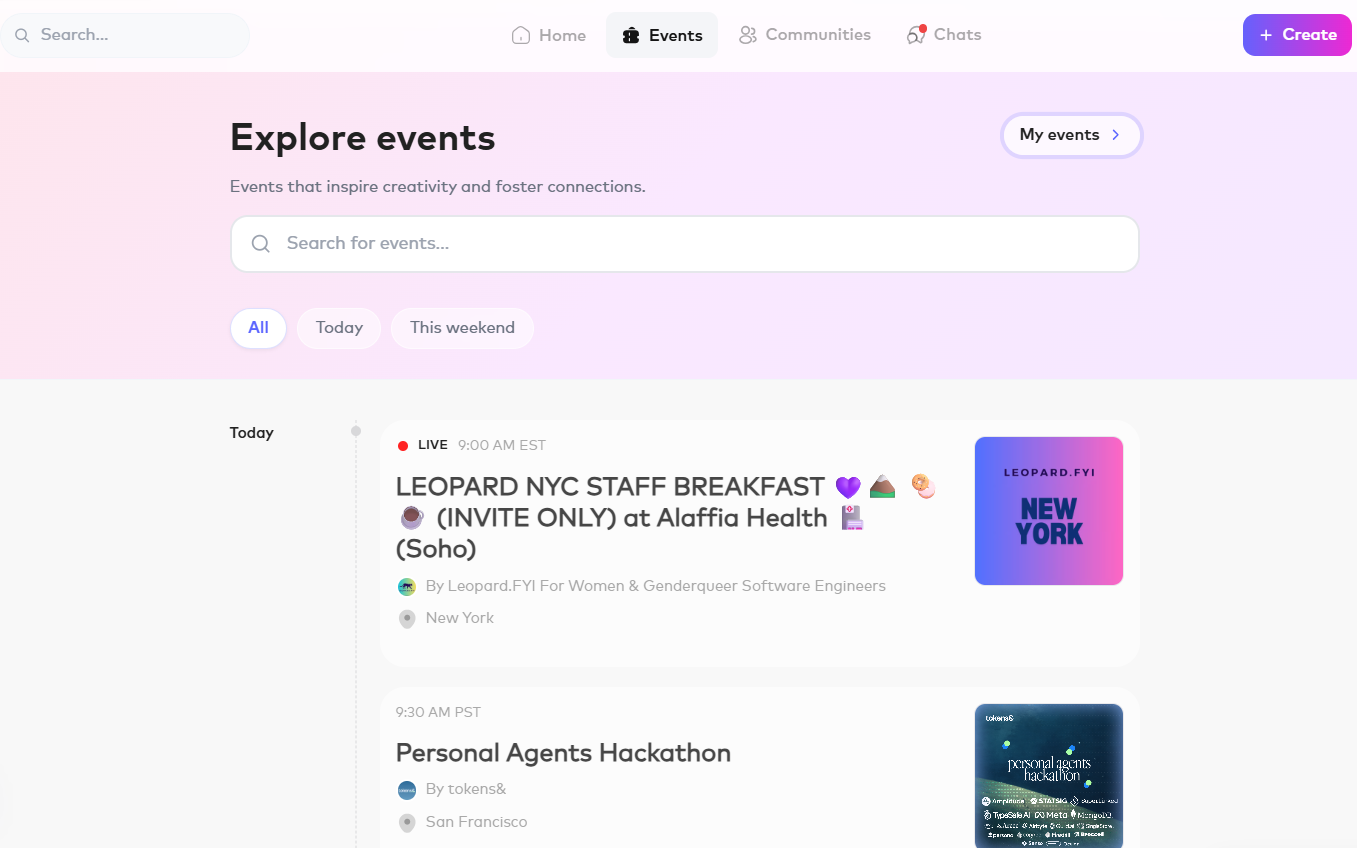 Search...
Home
Events
Communities
Chats
+ Create
Explore events
My events
Events that inspire creativity and foster connections.
Search for events...
All
Today
This weekend
Today
LIVE 9:00 AM EST
LEOPARD NYC STAFF BREAKFAST 💜 ⛰️ 🥯
☕ (INVITE ONLY) at Alaffia Health 🏥
(Soho)
By Leopard.FYI For Women & Genderqueer Software Engineers
New York
LEOPARD.FYI
NEW
YORK
9:30 AM PST
Personal Agents Hackathon
By tokens&
San Francisco
tokens&
personal agents
hackathon
Amplitude STATSIG Superlinked
TypeSafe AI Meta MongoDB.
Airbyte SingleStore